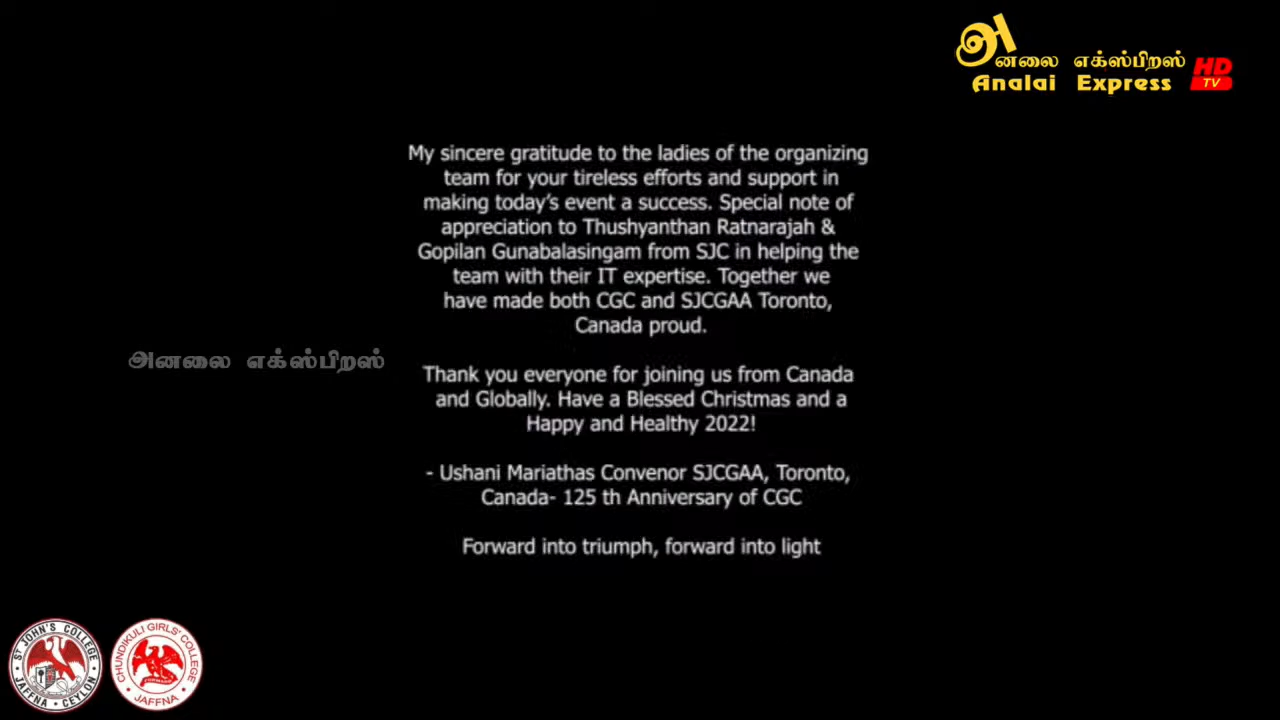 அனலை எக்ஸ்பிறஸ்
Analai Express
HD
TV
My sincere gratitude to the ladies of the organizing
team for your tireless efforts and support in
making today's event a success. Special note of
appreciation to Thushyanthan Ratnarajah &
Gopilan Gunabalasingam from SJC in helping the
team with their IT expertise. Together we
have made both CGC and SJCGAA Toronto,
Canada proud.
அனலை எக்ஸ்பிறஸ்
Thank you everyone for joining us from Canada
and Globally. Have a Blessed Christmas and a
Happy and Healthy 2022!
- Ushani Mariathas Convenor SJCGAA, Toronto,
Canada- 125 th Anniversary of CGC
Forward into triumph, forward into light
ST JOHN'S COLLEGE
JAFFNA • CEYLON
CHUNDIKULI GIRLS' COLLEGE
JAFFNA